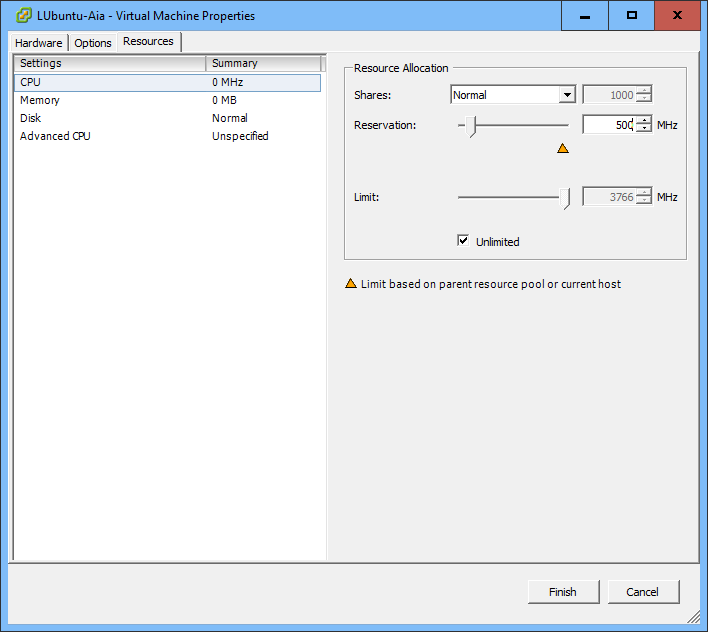 LUbuntu-Aia - Virtual Machine Properties
Hardware Options Resources
Settings Summary
CPU 0 MHz
Memory 0 MB
Disk Normal
Advanced CPU Unspecified
Resource Allocation
Shares: Normal 1000
Reservation: 500 MHz
Limit: 3766 MHz
Unlimited
Limit based on parent resource pool or current host
Finish Cancel